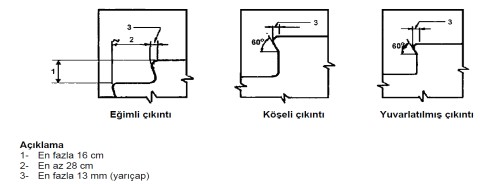 3
2
1
3
60°
3
60°
Eğimli çıkıntı
Köşeli çıkıntı
Yuvarlatılmış çıkıntı
Açıklama
1- En fazla 16 cm
2- En az 28 cm
3- En fazla 13 mm (yarıçap)